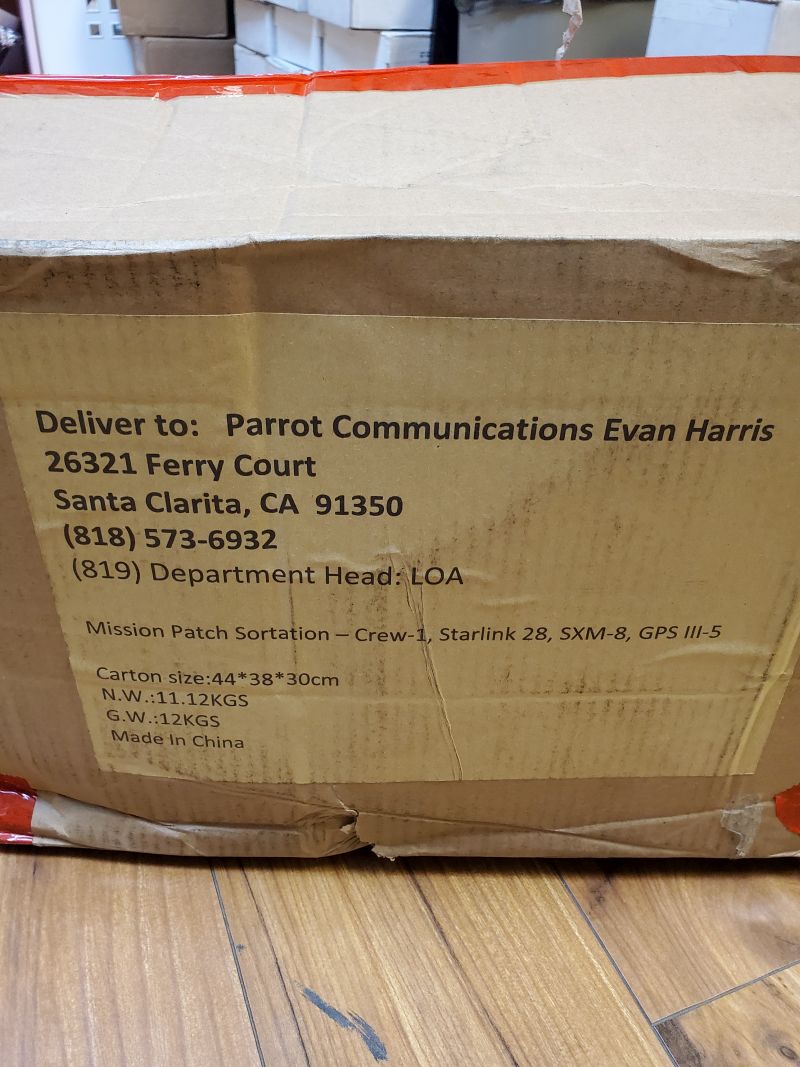 Deliver to: Parrot Communications Evan Harris
26321 Ferry Court
Santa Clarita, CA 91350
(818) 573-6932
(819) Department Head: LOA
Mission Patch Sortation – Crew-1, Starlink 28, SXM-8, GPS III-5
Carton size:44*38*30cm
N.W.:11.12KGS
G.W.:12KGS
Made In China